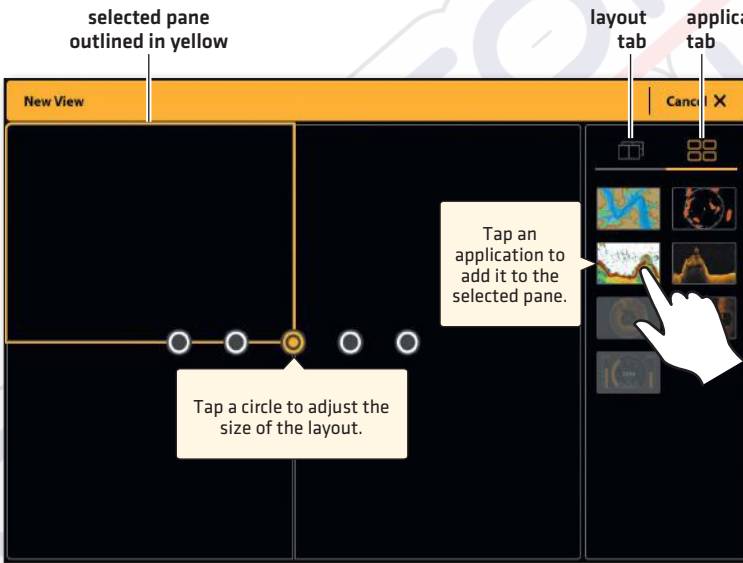 selected pane
outlined in yellow
layout
tab
applica
tab
New View
Cancel X
Tap an
application to
add it to the
selected pane.
Tap a circle to adjust the
size of the layout.